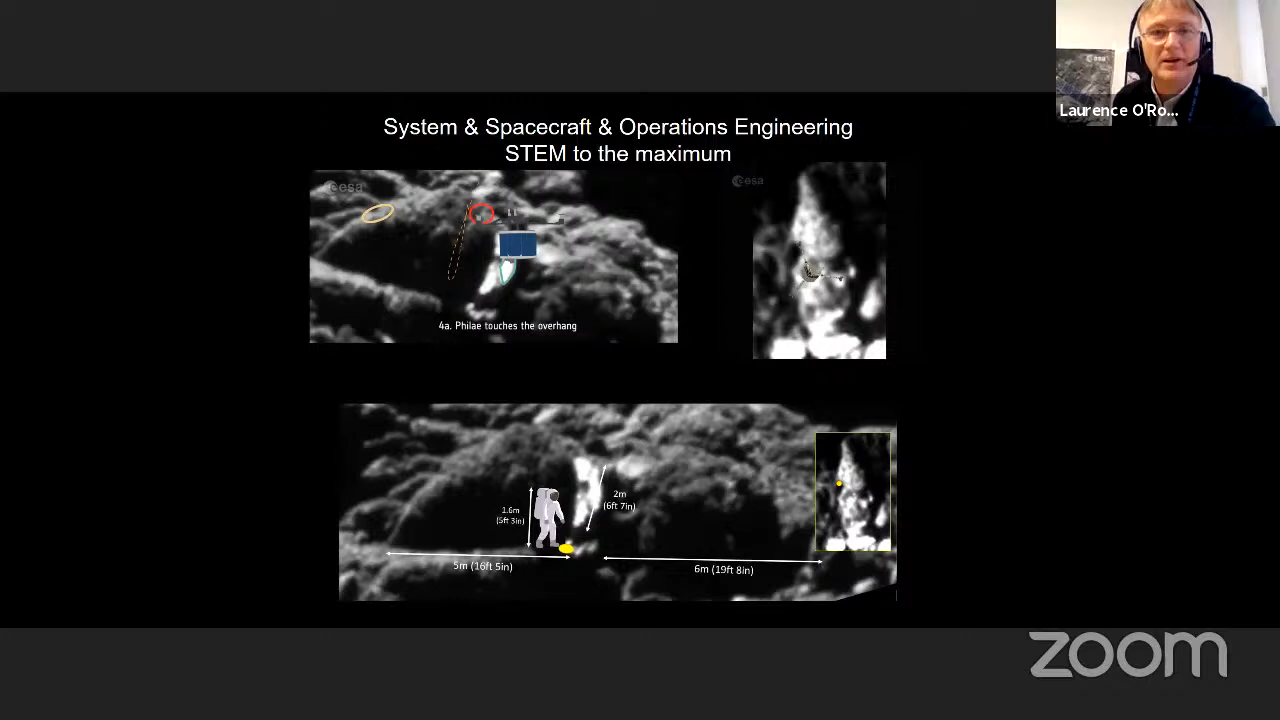 esa
Laurence O'Ro...
System & Spacecraft & Operations Engineering
STEM to the maximum
esa
esa
4a. Philae touches the overhang
1.6m
(5ft 3in)
2m
(6ft 7in)
5m (16ft 5in)
6m (19ft 8in)
zoom